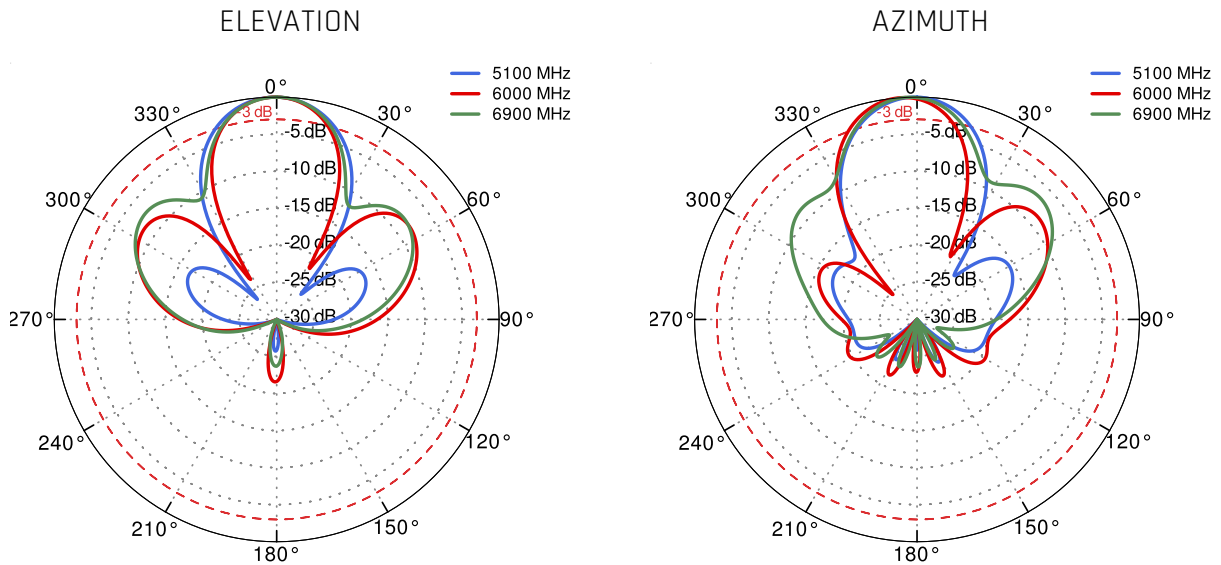 ELEVATION
5100 MHz
6000 MHz
6900 MHz
0°
30°
60°
90°
120°
150°
180°
210°
240°
270°
300°
330°
-3 dB
-5 dB
-10 dB
-15 dB
-20 dB
-25 dB
-30 dB
AZIMUTH
5100 MHz
6000 MHz
6900 MHz
0°
30°
60°
90°
120°
150°
180°
210°
240°
270°
300°
330°
-3 dB
-5 dB
-10 dB
-15 dB
-20 dB
-25 dB
-30 dB